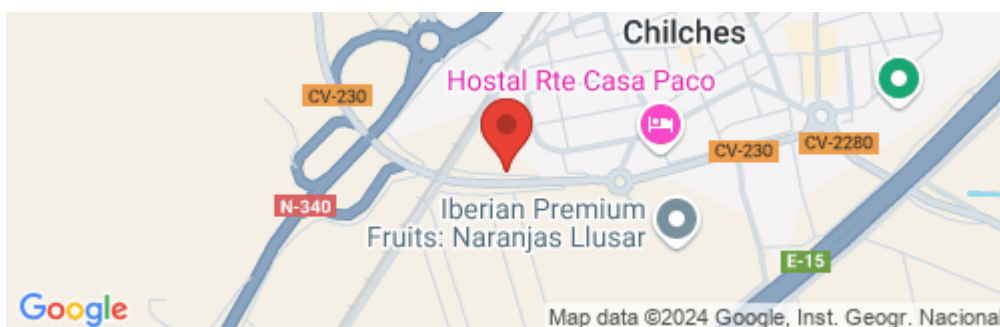 Chilches
Hostal Rte Casa Paco
CV-230
CV-230
CV-2280
N-340
Iberian Premium
Fruits: Naranjas Llusar
E-15
Google
Map data ©2024 Google, Inst. Geogr. Nacional